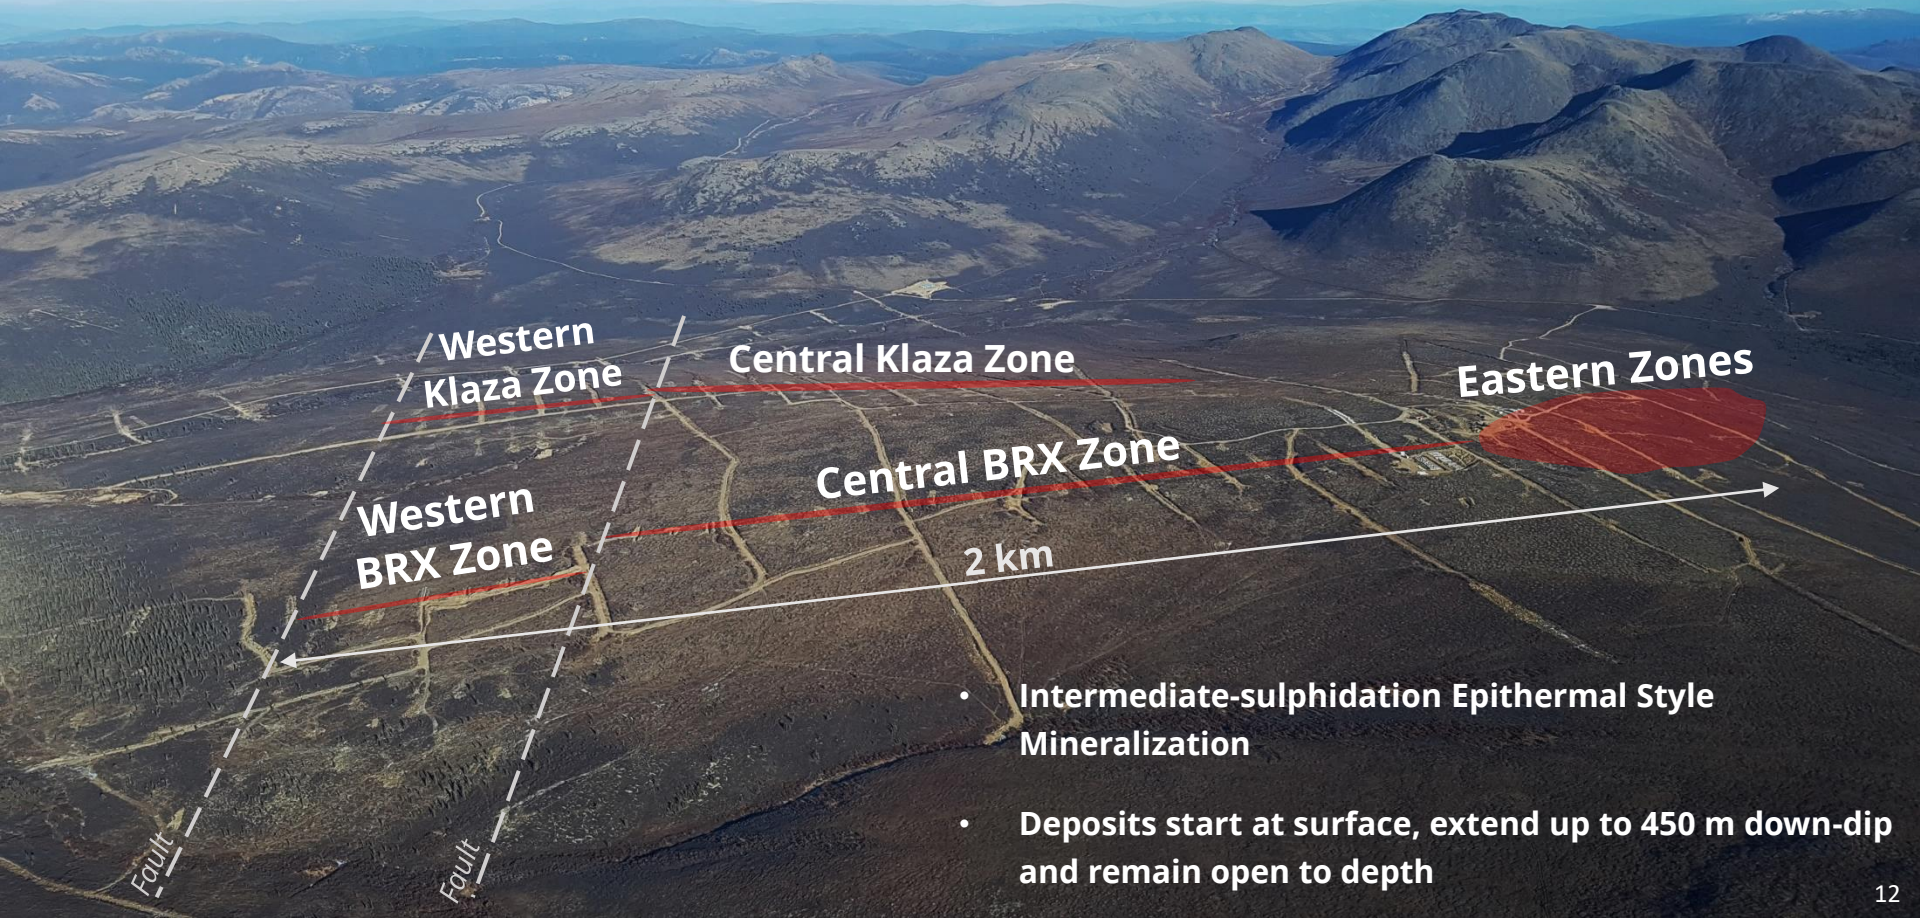 Western
Klaza Zone
Central Klaza Zone
Eastern Zones
Western
BRX Zone
Central BRX Zone
2 km
• Intermediate-sulphidation Epithermal Style
Mineralization
• Deposits start at surface, extend up to 450 m down-dip
and remain open to depth
Fault
Fault
12